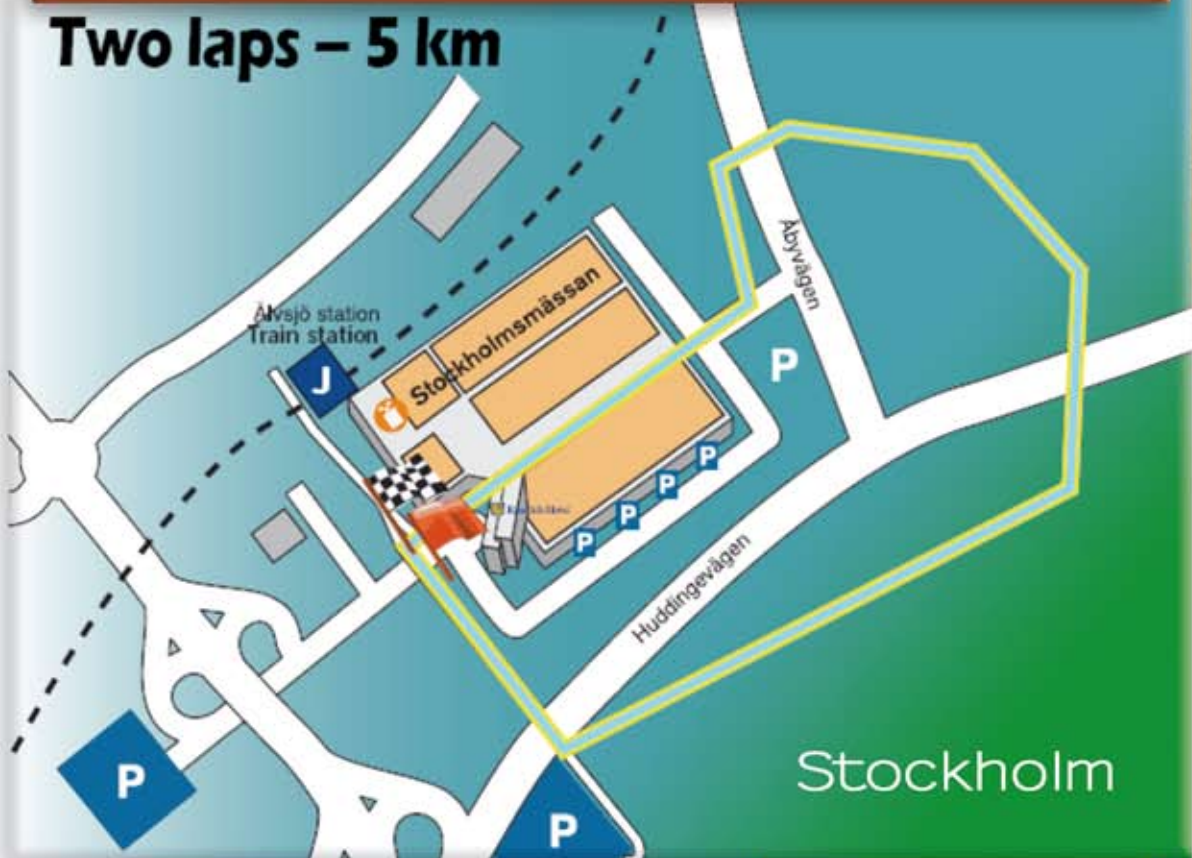 Two laps – 5 km
Åbyvägen
Stockholmsmässan
Älvsjö station
Train station
J
P
P
P
P
P
Huddingevägen
P
P
Stockholm